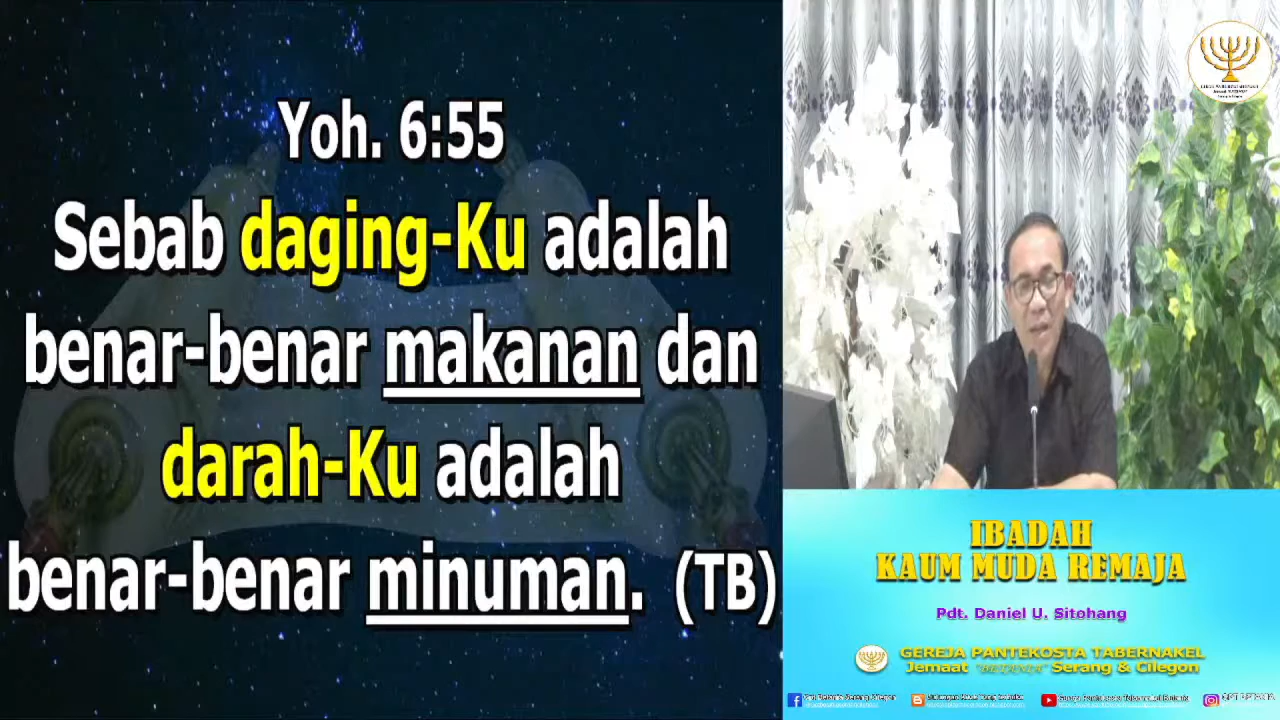 Yoh. 6:55
Sebab daging-Ku adalah
benar-benar makanan dan
darah-Ku adalah
benar-benar minuman. (TB)
IBADAH
KAUM MUDA REMAJA
Pdt. Daniel U. Sitohang
GEREJA PANTEKOSTA TABERNAKEL
Jemaat "BETANIA" Serang & Cilegon